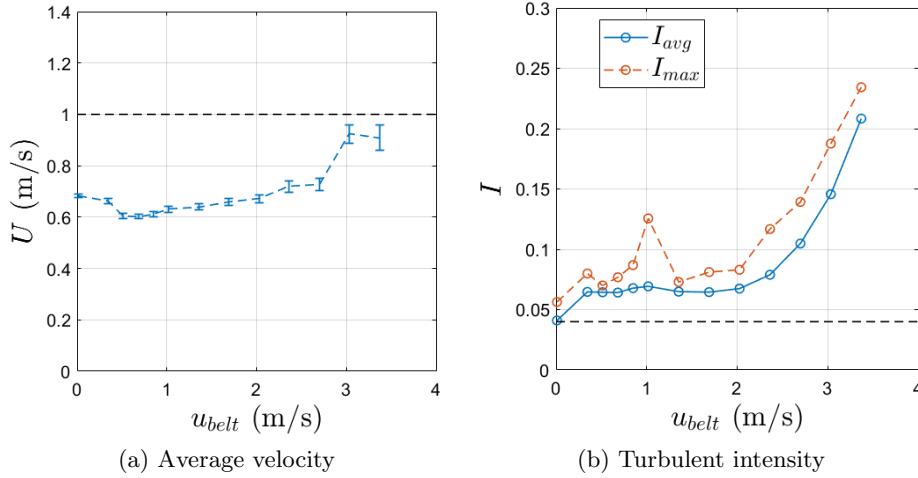 1.4
1.2
1
0.8
0.6
0.4
0.2
0
U (m/s)
0 1 2 3 4
u_belt (m/s)
(a) Average velocity
0.3
0.25
0.2
0.15
0.1
0.05
0
I
I_avg
I_max
0 1 2 3 4
u_belt (m/s)
(b) Turbulent intensity